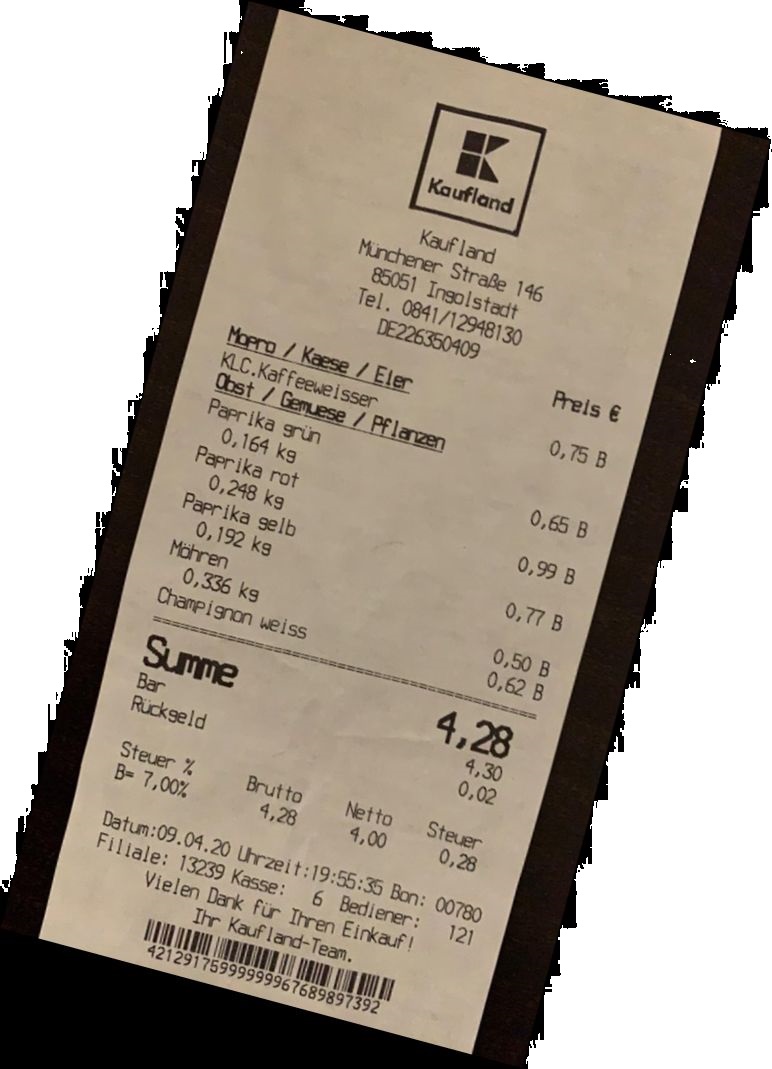 Kaufland
Kaufland
Münchener Straße 146
85051 Ingolstadt
Tel. 0841/12948130
DE226350409
Preis €
Mopro / Kaese / Eier
KLC.Kaffeeweisser 0,75 B
Obst / Gemuese / Pflanzen
Paprika grün
0,164 kg 0,65 B
Paprika rot
0,248 kg 0,99 B
Paprika gelb
0,192 kg 0,77 B
Möhren
0,336 kg 0,50 B
Champignon weiss 0,62 B
Summe 4,28
Bar 4,30
Rückgeld 0,02
Steuer % Brutto Netto Steuer
B= 7,00% 4,28 4,00 0,28
Datum:09.04.20 Uhrzeit:19:55:35 Bon: 00780
Filiale: 13239 Kasse: 6 Bediener: 121
Vielen Dank für Ihren Einkauf!
Ihr Kaufland-Team.
4212917599999967689897392